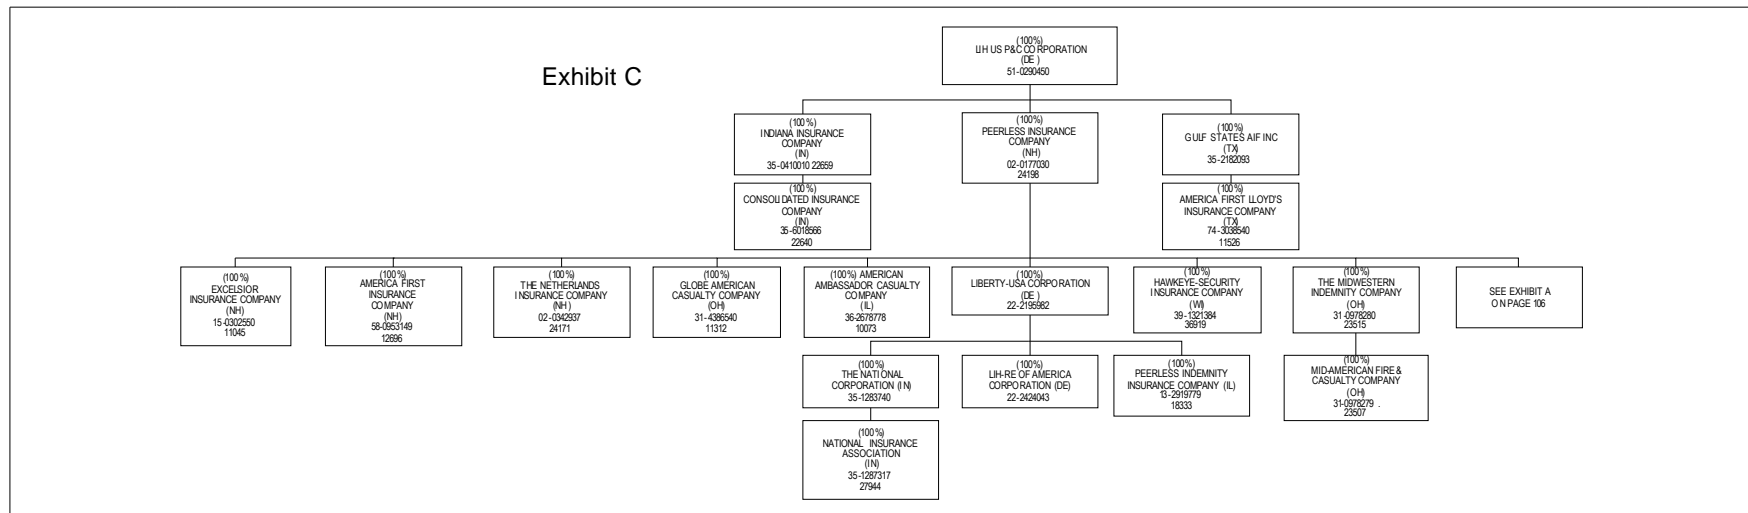 Exhibit C
(100%)
LIH US P&C CORPORATION
(DE )
51-0290450
(100%)
INDIANA INSURANCE
COMPANY
(IN)
35-0410010 22659
(100%)
PEERLESS INSURANCE
COMPANY
(NH)
02-0177030
24198
(100%)
GULF STATES AIF INC
(TX)
35-2182093
(100%)
CONSOLIDATED INSURANCE
COMPANY
(IN)
35-6018566
22640
(100%)
AMERICA FIRST LLOYD'S
INSURANCE COMPANY
(TX)
74-3038540
11526
(100%)
EXCELSIOR
INSURANCE COMPANY
(NH)
15-0302550
11045
(100%)
AMERICA FIRST
INSURANCE
COMPANY
(NH)
58-0953149
12696
(100%)
THE NETHERLANDS
INSURANCE COMPANY
(NH )
02-0342937
24171
(100%)
GLOBE AMERICAN
CASUALTY COMPANY
(OH)
31-4386540
11312
(100%) AMERICAN
AMBASSADOR CASUALTY
COMPANY
(IL)
36-2678778
10073
(100%)
LIBERTY-USA CORPORATION
(DE )
22-2195982
(100%)
HAWKEYE-SECURITY
INSURANCE COMPANY
(WI)
39-1321384
36919
(100%)
THE MIDWESTERN
INDEMNITY COMPANY
(OH)
31-0978280
23515
SEE EXHIBIT A
ON PAGE 106
(100%)
THE NATIONAL
CORPORATION (IN)
35-1283740
(100%)
LIH-RE OF AMERICA
CORPORATION (DE)
22-2424043
(100%)
PEERLESS INDEMNITY
INSURANCE COMPANY (IL)
13-2919779
18333
(100%)
MID-AMERICAN FIRE &
CASUALTY COMPANY
(OH)
31-0978279 .
23507
(100%)
NATIONAL INSURANCE
ASSOCIATION
(IN)
35-1287317
27944